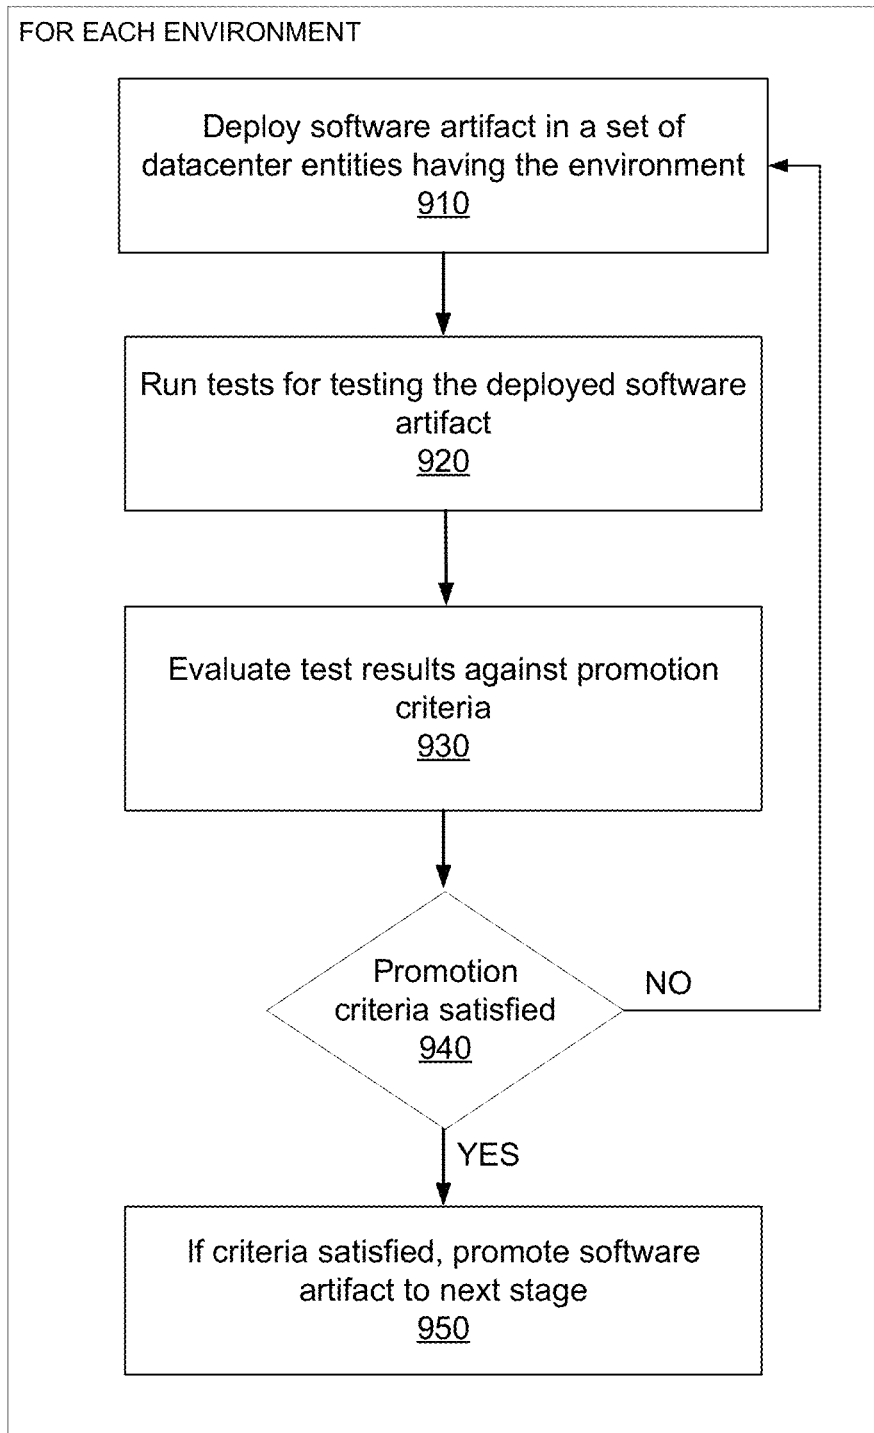 FOR EACH ENVIRONMENT
Deploy software artifact in a set of
datacenter entities having the environment
910
Run tests for testing the deployed software
artifact
920
Evaluate test results against promotion
criteria
930
Promotion
criteria satisfied
940
NO
YES
If criteria satisfied, promote software
artifact to next stage
950